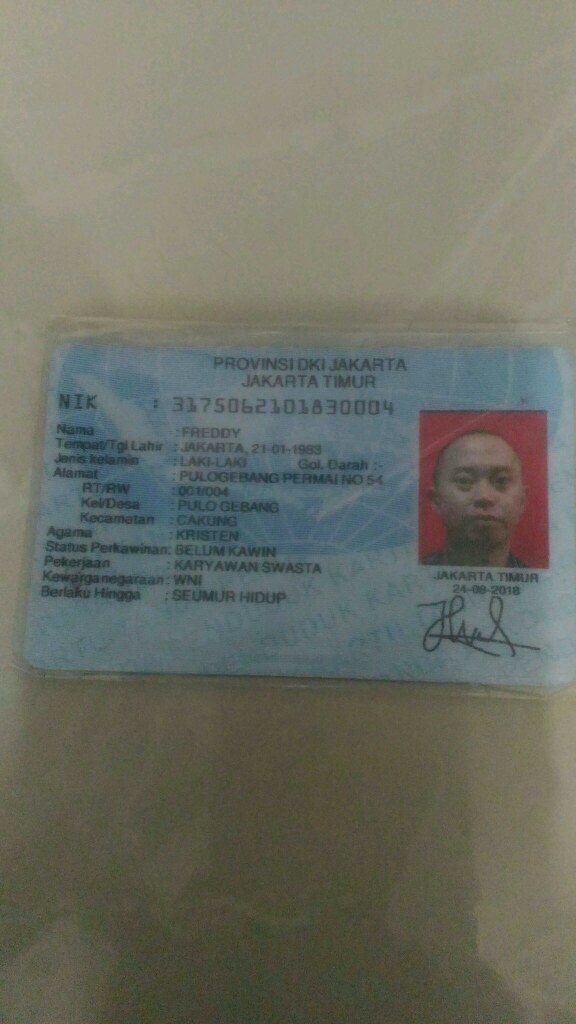 PROVINSI DKI JAKARTA
JAKARTA TIMUR
NIK : 3175062101830004
Nama : FREDDY
Tempat/Tgl Lahir : JAKARTA, 21-01-1983
Jenis kelamin : LAKI-LAKI Gol. Darah :-
Alamat : PULOGEBANG PERMAI NO 54
RT/RW : 001/004
Kel/Desa : PULO GEBANG
Kecamatan : CAKUNG
Agama : KRISTEN
Status Perkawinan: BELUM KAWIN
Pekerjaan : KARYAWAN SWASTA
Kewarganegaraan: WNI
Berlaku Hingga : SEUMUR HIDUP
JAKARTA TIMUR
24-09-2018